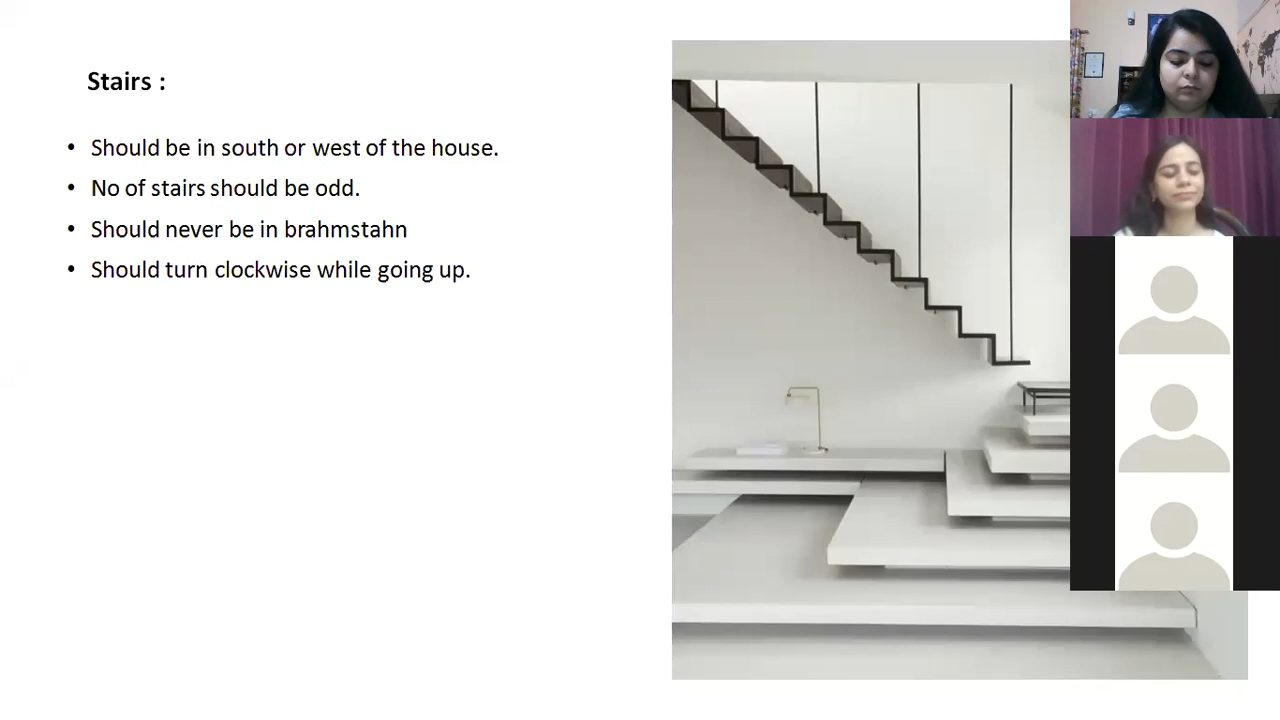 Stairs :
• Should be in south or west of the house.
• No of stairs should be odd.
• Should never be in brahmstahn
• Should turn clockwise while going up.